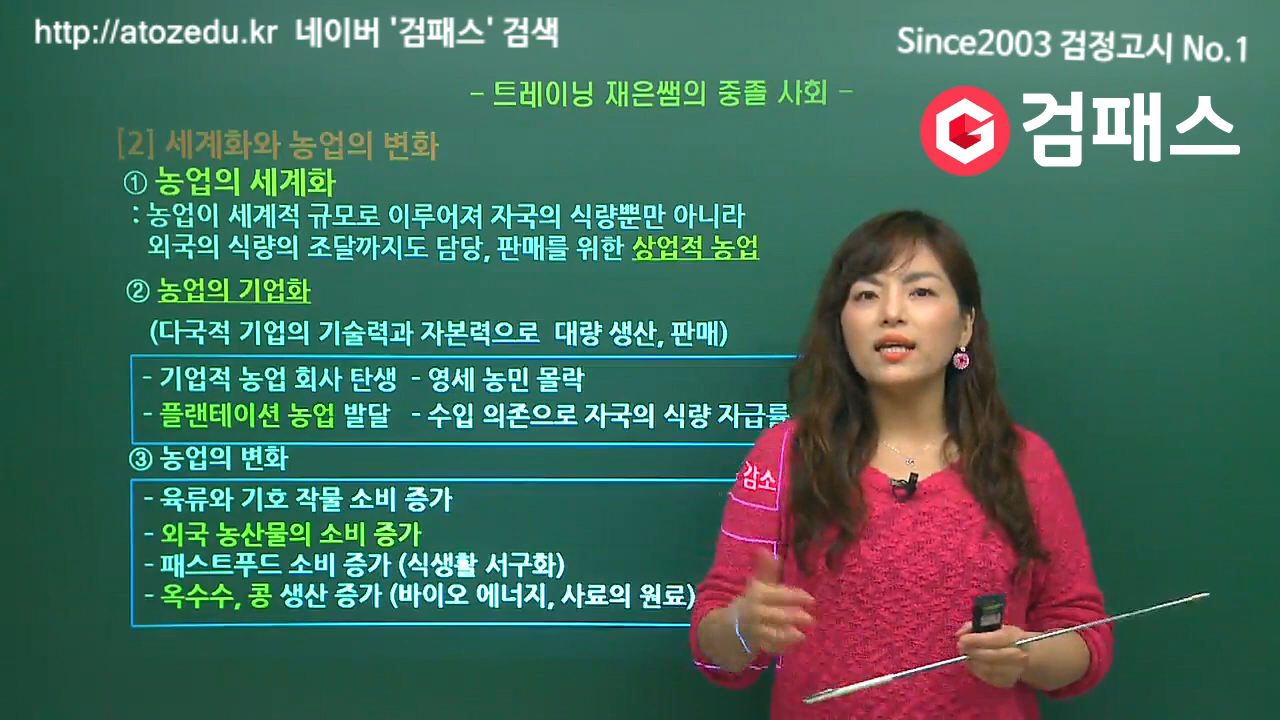 http://atozedu.kr 네이버 '검패스' 검색
Since2003 검정고시 No.1
검패스
- 트레이닝 재은쌤의 중졸 사회 -
[2] 세계화와 농업의 변화
① 농업의 세계화
: 농업이 세계적 규모로 이루어져 자국의 식량뿐만 아니라
외국의 식량의 조달까지도 담당, 판매를 위한 상업적 농업
② 농업의 기업화
(다국적 기업의 기술력과 자본력으로 대량 생산, 판매)
- 기업적 농업 회사 탄생 - 영세 농민 몰락
- 플랜테이션 농업 발달 - 수입 의존으로 자국의 식량 자급률
감소
③ 농업의 변화
- 육류와 기호 작물 소비 증가
- 외국 농산물의 소비 증가
- 패스트푸드 소비 증가 (식생활 서구화)
- 옥수수, 콩 생산 증가 (바이오 에너지, 사료의 원료)